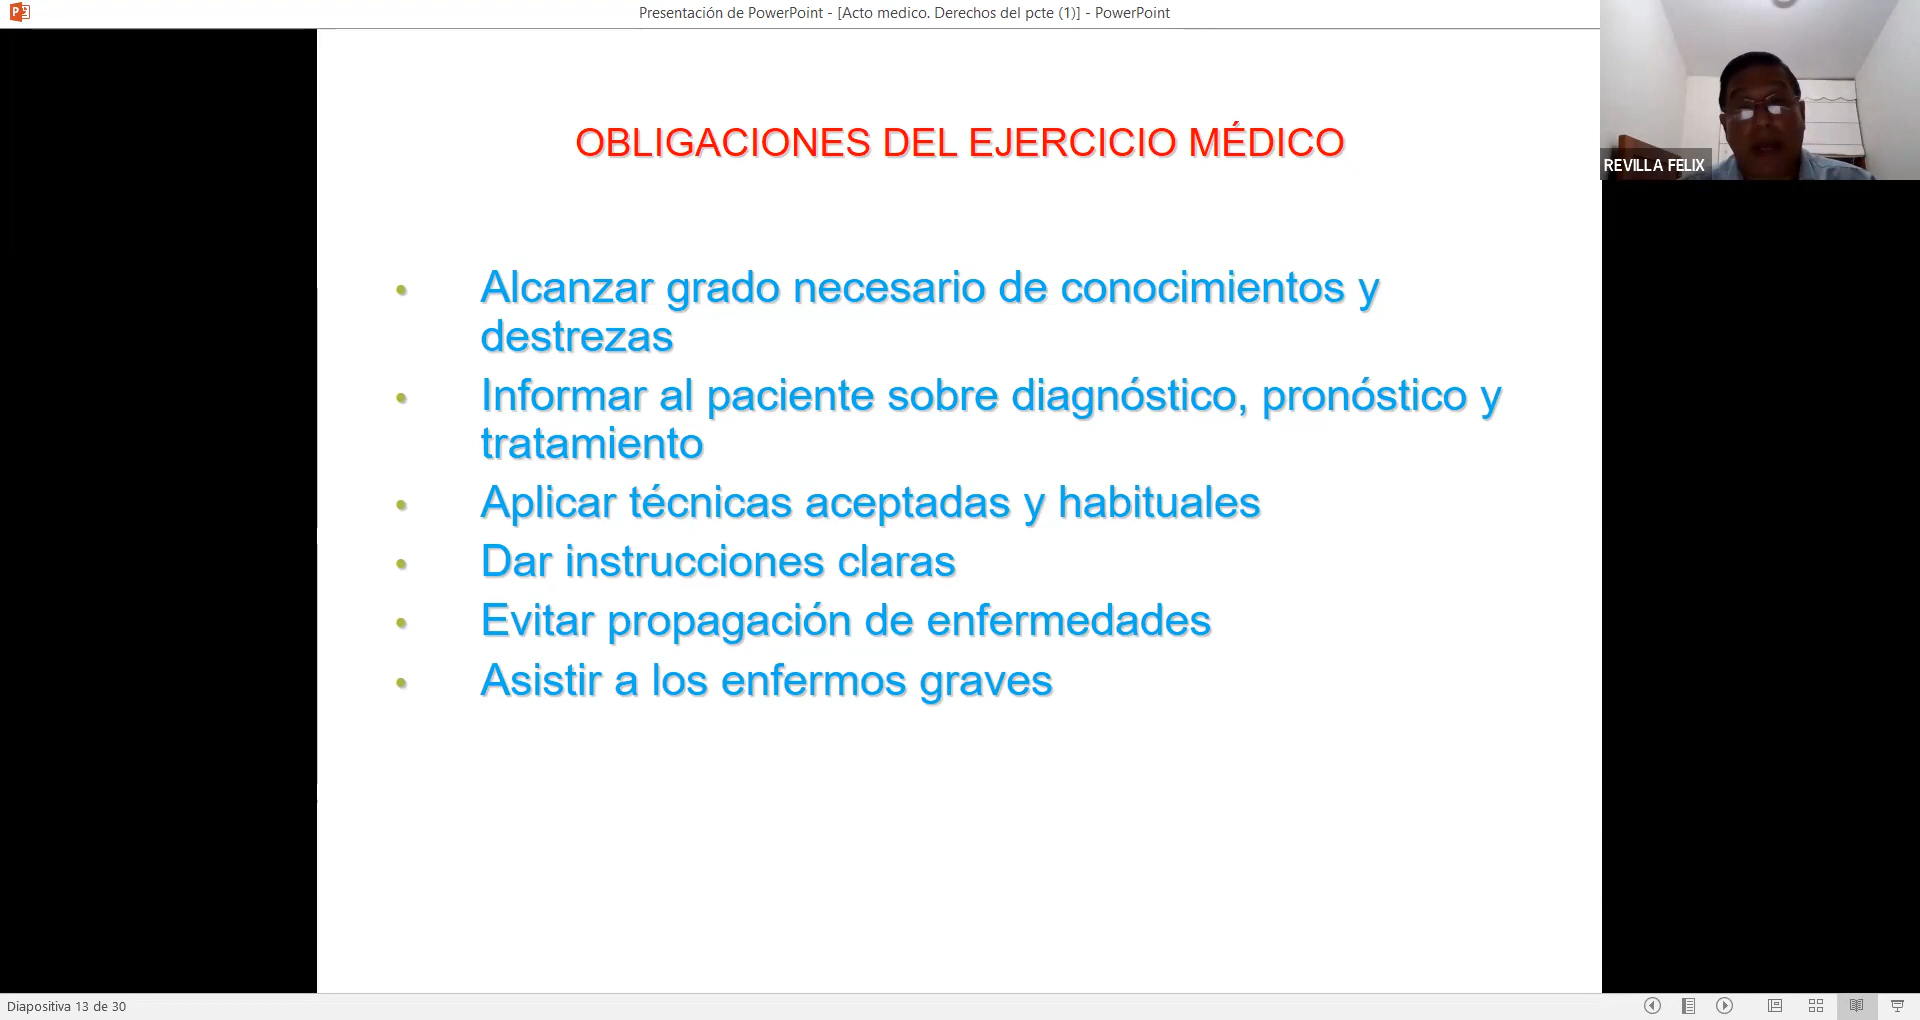 Presentación de PowerPoint - [Acto medico. Derechos del pcte (1)] - PowerPoint
REVILLA FELIX
OBLIGACIONES DEL EJERCICIO MÉDICO
• Alcanzar grado necesario de conocimientos y
destrezas
• Informar al paciente sobre diagnóstico, pronóstico y
tratamiento
• Aplicar técnicas aceptadas y habituales
• Dar instrucciones claras
• Evitar propagación de enfermedades
• Asistir a los enfermos graves
Diapositiva 13 de 30